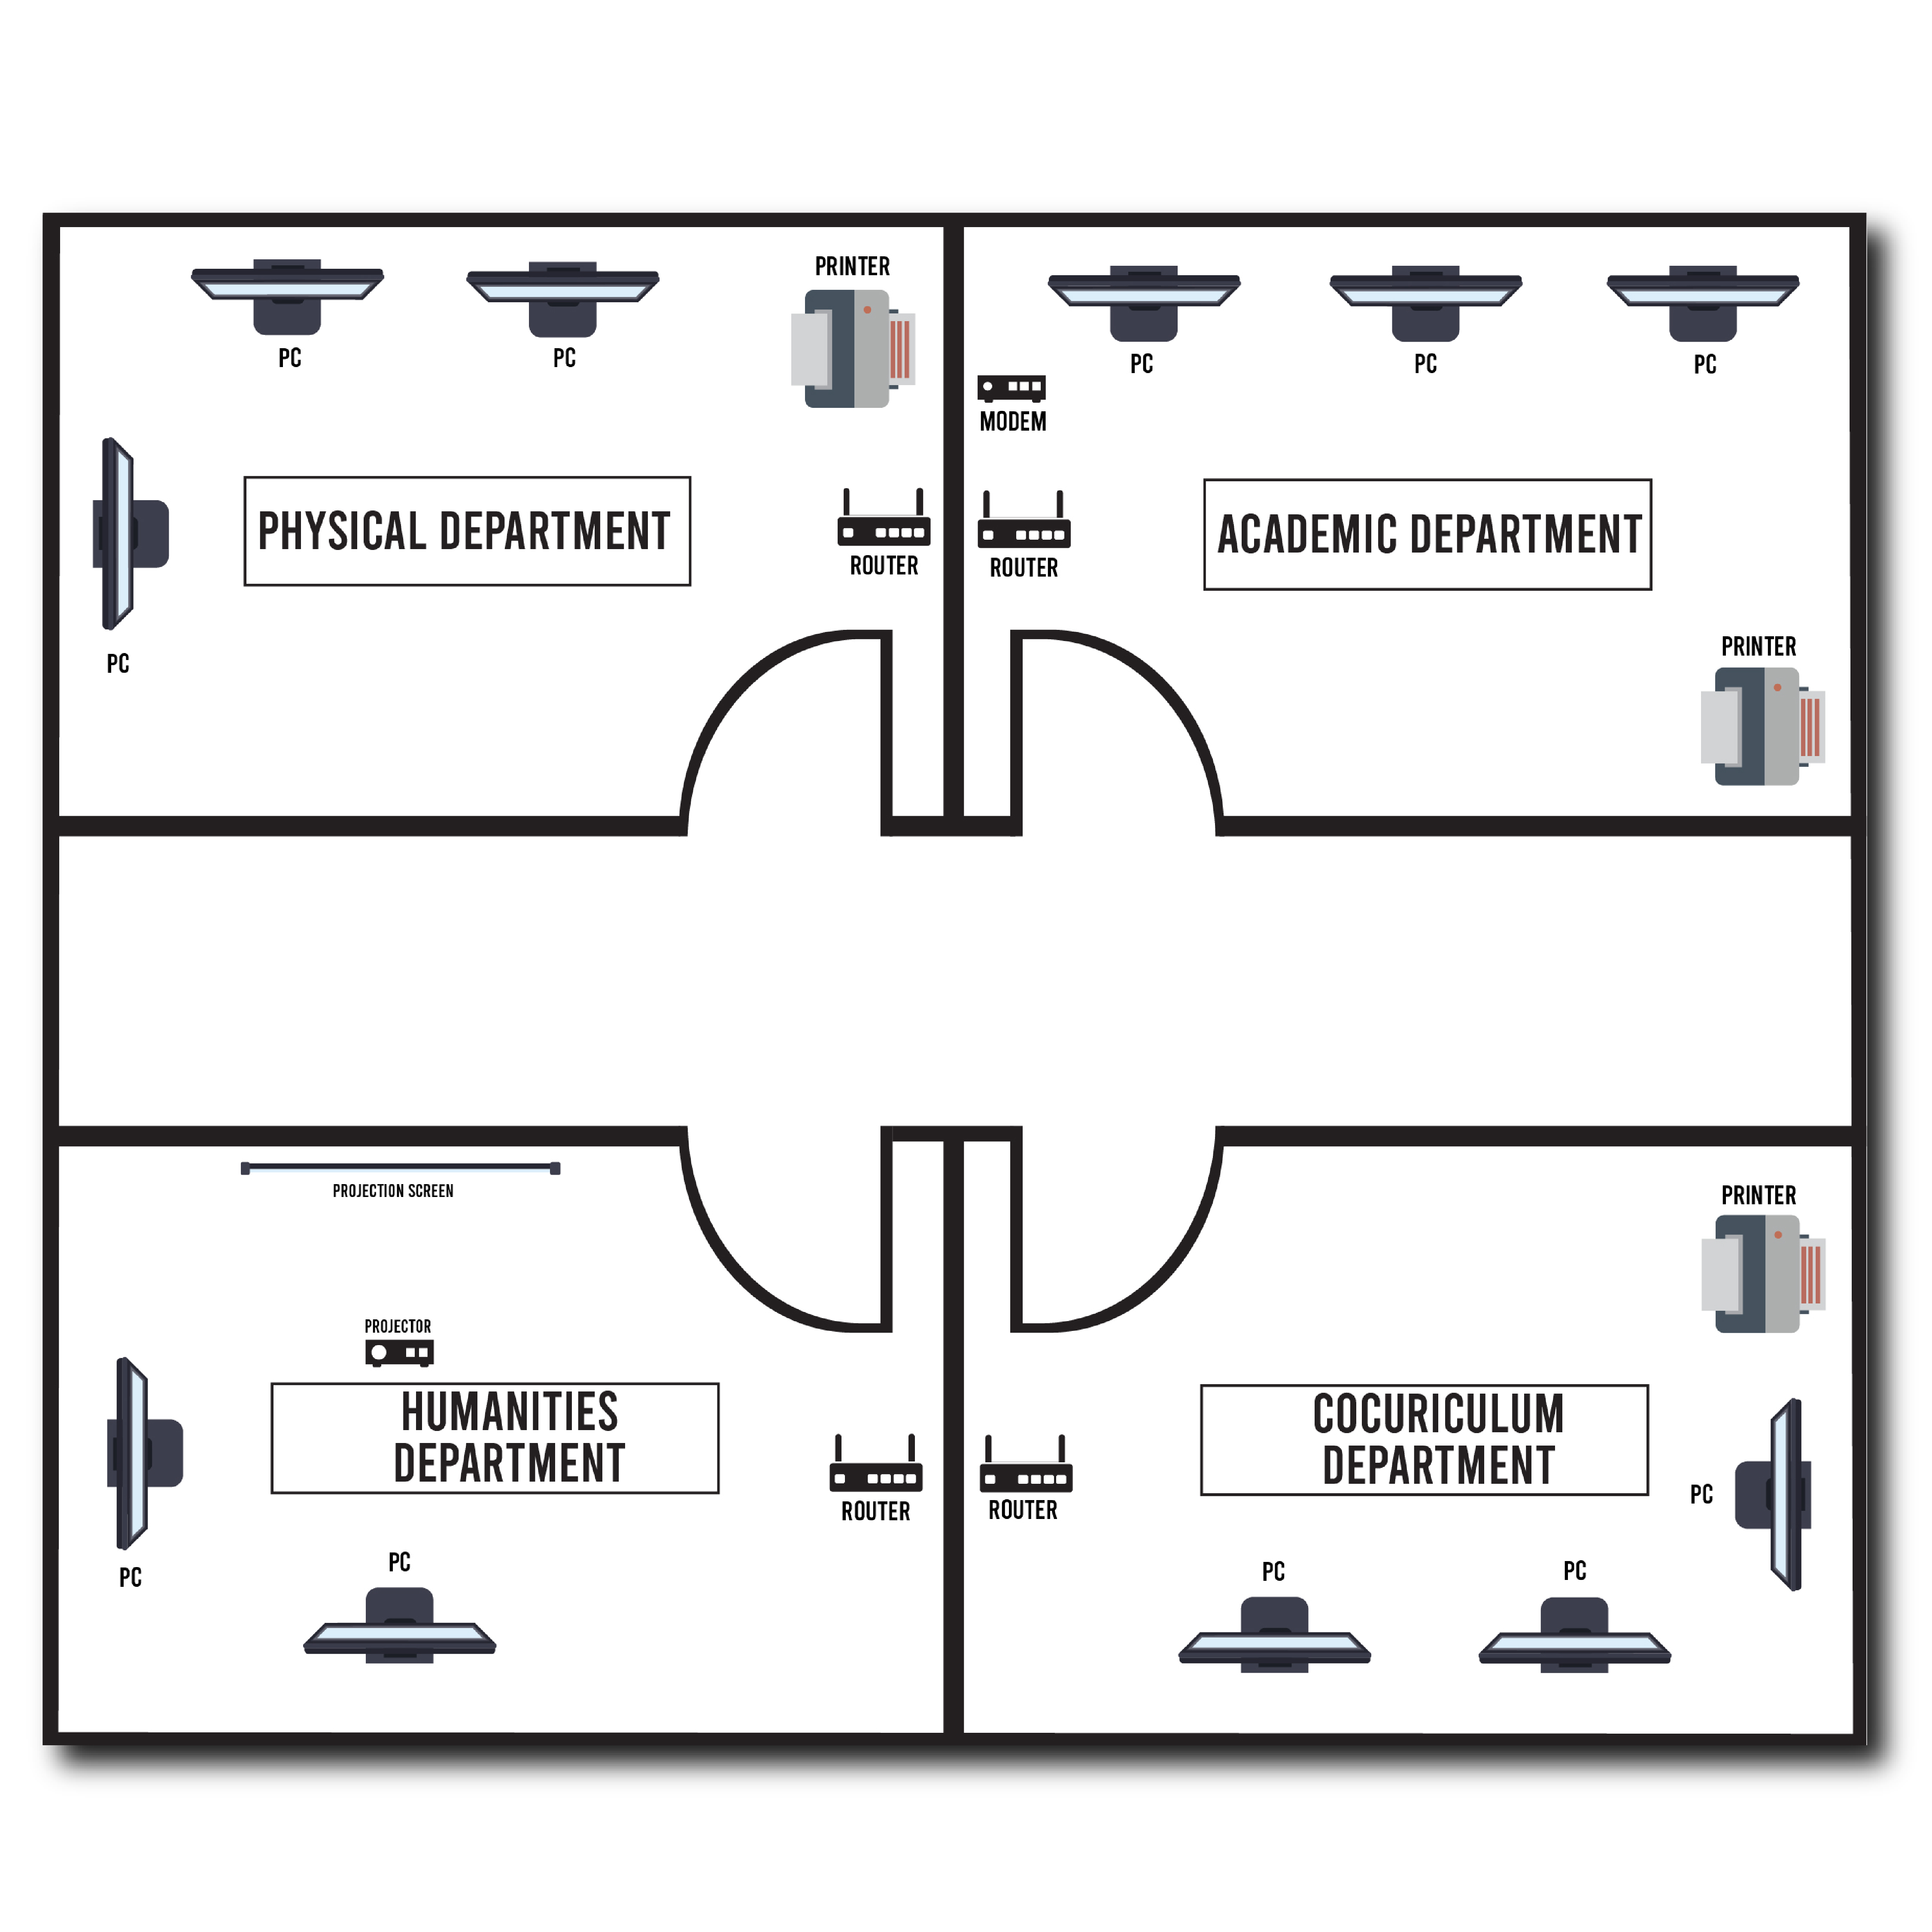 PRINTER
PC
PC
PHYSICAL DEPARTMENT
ROUTER
PC
PC
PC
PC
MODEM
ACADEMIC DEPARTMENT
ROUTER
PRINTER
PROJECTION SCREEN
PROJECTOR
HUMANITIES
DEPARTMENT
ROUTER
PC
PC
PRINTER
COCURICULUM
DEPARTMENT
PC
ROUTER
PC
PC